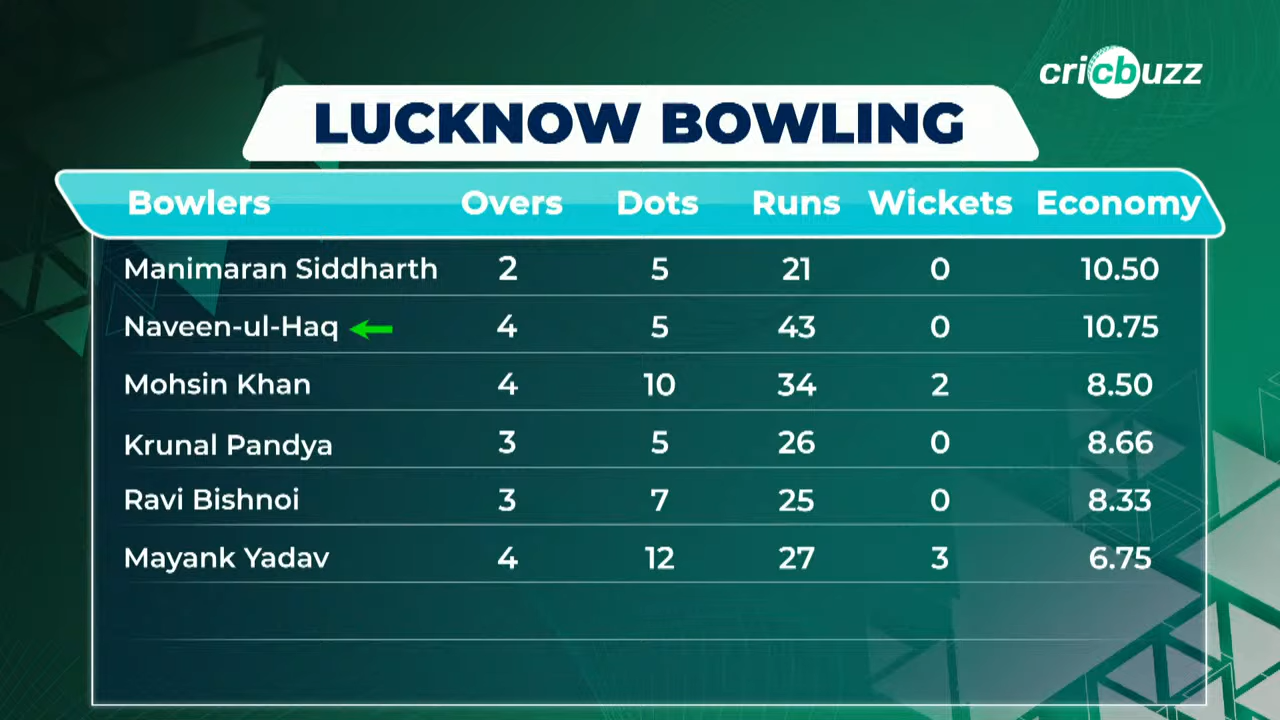 cricbuzz
LUCKNOW BOWLING
Bowlers Overs Dots Runs Wickets Economy
Manimaran Siddharth 2 5 21 0 10.50
Naveen-ul-Haq 4 5 43 0 10.75
Mohsin Khan 4 10 34 2 8.50
Krunal Pandya 3 5 26 0 8.66
Ravi Bishnoi 3 7 25 0 8.33
Mayank Yadav 4 12 27 3 6.75